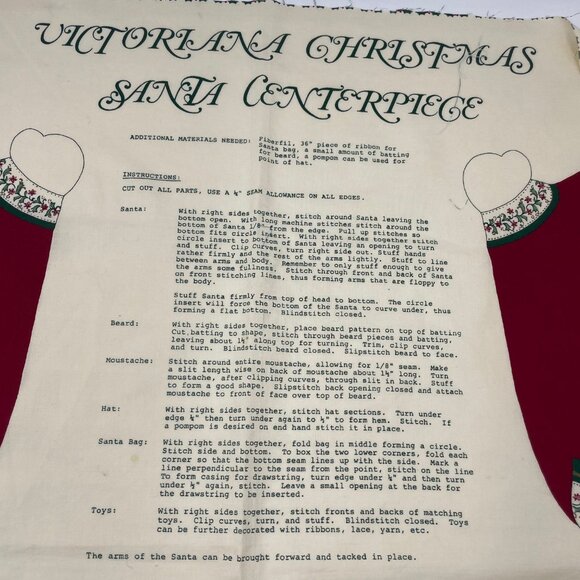 VICTORIANA CHRISTMAS
SANTA CENTERPIECE
ADDITIONAL MATERIALS NEEDED: Fiberfil, 36" piece of ribbon for
Santa bag, a small amount of batting
for beard, a pompom can be used for
point of hat.
INSTRUCTIONS:
CUT OUT ALL PARTS, USE A ¼" SEAM ALLOWANCE ON ALL EDGES.
Santa: With right sides together, stitch around Santa leaving the
bottom open. With long machine stitches stitch around the
bottom of Santa 1/8" from the edge. Pull up stitches so
bottom fits circle insert. With right sides together stitch
circle insert to bottom of Santa leaving an opening to turn
and stuff. Clip Curves, turn right side out. Stuff hands
rather firmly and the rest of the arms lightly. Stuff to line
between arms and body. Remember to only stuff enough to give
the arms some fullness, Stitch through front and back of Santa
on front stitching lines, thus forming arms that are floppy to
the body.
Stuff Santa firmly from top of head to bottom. The circle
insert will force the bottom of the Santa to curve under, thus
forming a flat bottom. Blindstitch closed.
Beard: With right sides together, place beard pattern on top of batting
Cut batting to shape, stitch through beard pieces and batting,
leaving about 1½" along top for turning. Trim, clip curves,
and turn. Blindstitch beard closed. Slipstitch beard to face.
Moustache: Stitch around entire moustache, allowing for 1/8" seam. Make
a slit length wise on back of moustache about 1½" long. Turn
moustache, after clipping curves, through slit in back. Stuff
to form a good shape. Slipstitch back opening closed and attach
moustache to front of face over top of beard.
Hat: With right sides together, stitch hat sections. Turn under
edge ¼" then turn under again to ½" to form hem. Stitch. If
a pompom is desired on end hand stitch it in place.
Santa Bag: With right sides together, fold bag in middle forming a circle.
Stitch side and bottom. To box the two lower corners, fold each
corner so that the bottom seam lines up with the side. Mark a
line perpendicular to the seam from the point, stitch on the line
To form casing for drawstring, turn edge under ¼" and then turn
under ½" again, stitch. Leave a small opening at the back for
the drawstring to be inserted.
Toys: With right sides together, stitch fronts and backs of matching
toys. Clip curves, turn, and stuff. Blindstitch closed. Toys
can be further decorated with ribbons, lace, yarn, etc.
The arms of the Santa can be brought forward and tacked in place.